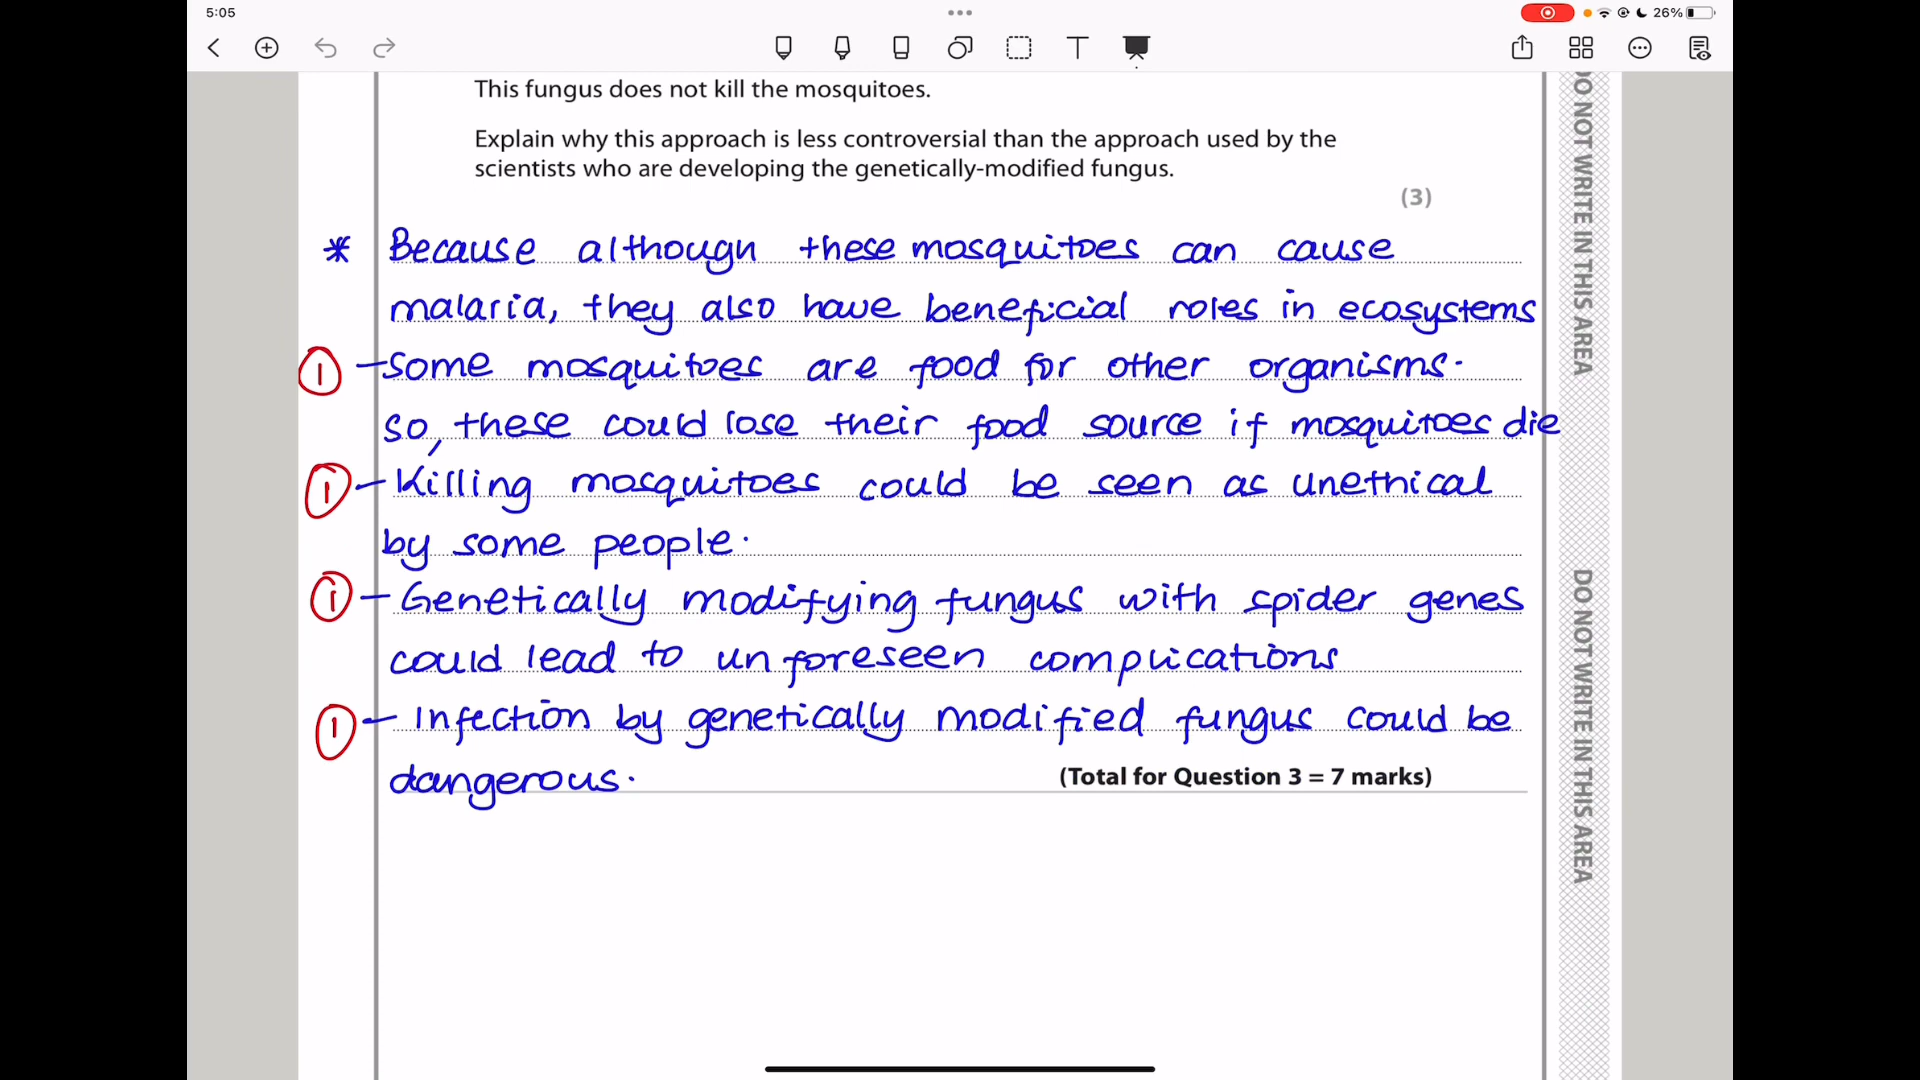 5:05
26%
This fungus does not kill the mosquitoes.
Explain why this approach is less controversial than the approach used by the
scientists who are developing the genetically-modified fungus.
(3)
* Because although these mosquitoes can cause
malaria, they also have beneficial roles in ecosystems
1 - Some mosquitoes are food for other organisms.
so, these could lose their food source if mosquitoes die
1 - Killing mosquitoes could be seen as unethical
by some people.
1 - Genetically modifying fungus with spider genes
could lead to unforeseen complications
1 - Infection by genetically modified fungus could be
dangerous.
(Total for Question 3 = 7 marks)
DO NOT WRITE IN THIS AREA
DO NOT WRITE IN THIS AREA